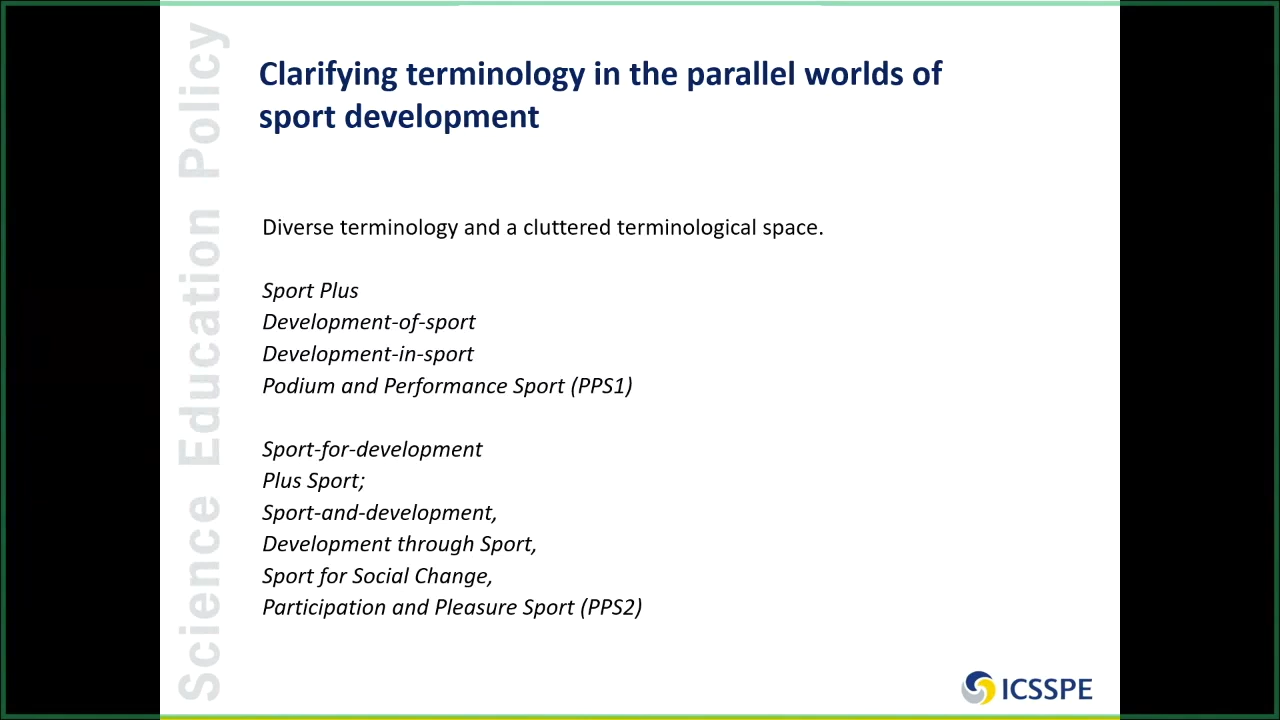 Clarifying terminology in the parallel worlds of
sport development
Diverse terminology and a cluttered terminological space.
Sport Plus
Development-of-sport
Development-in-sport
Podium and Performance Sport (PPS1)
Sport-for-development
Plus Sport;
Sport-and-development,
Development through Sport,
Sport for Social Change,
Participation and Pleasure Sport (PPS2)
Science Education Policy
ICSSPE